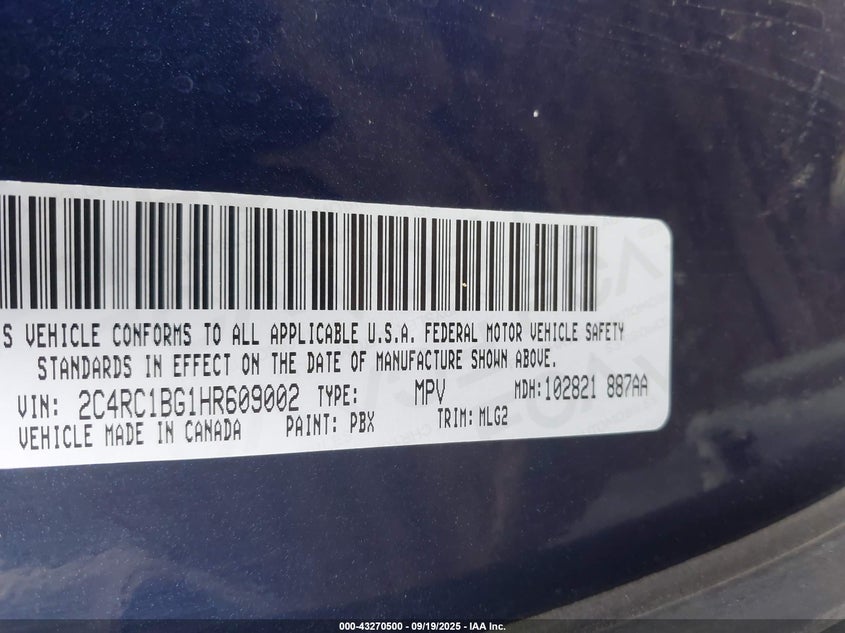 S VEHICLE CONFORMS TO ALL APPLICABLE U.S.A. FEDERAL MOTOR VEHICLE SAFETY
STANDARDS IN EFFECT ON THE DATE OF MANUFACTURE SHOWN ABOVE.
VIN: 2C4RC1BG1HR609002 TYPE: MPV MDH:102821 887AA
VEHICLE MADE IN CANADA PAINT: PBX TRIM: MLG2
000-43270500 - 09/19/2025 - IAA Inc.